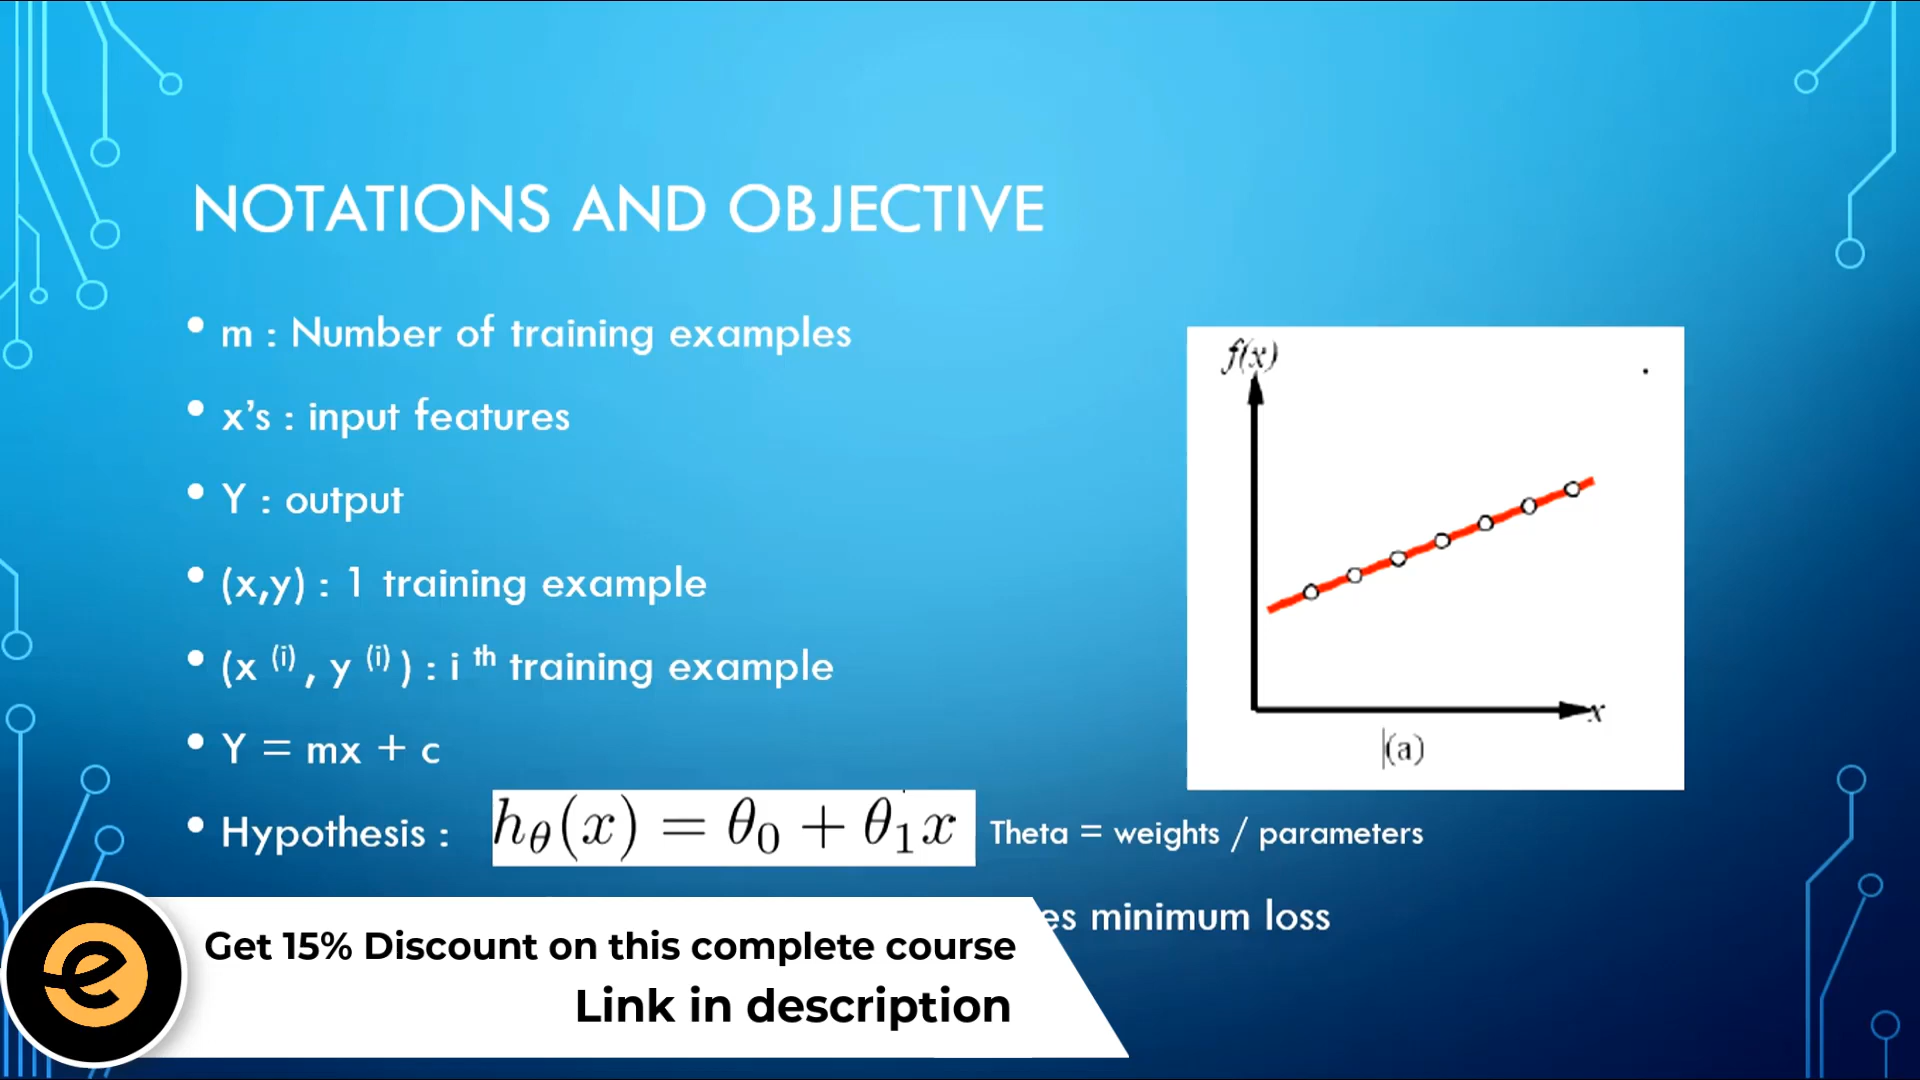 NOTATIONS AND OBJECTIVE
• m : Number of training examples
• x's : input features
• Y : output
• (x,y) : 1 training example
• (x (i) , y (i) ) : i th training example
• Y = mx + c
• Hypothesis : hθ(x) = θ0 + θ1x Theta = weights / parameters
minimum loss
f(x)
x
(a)
Get 15% Discount on this complete course
Link in description